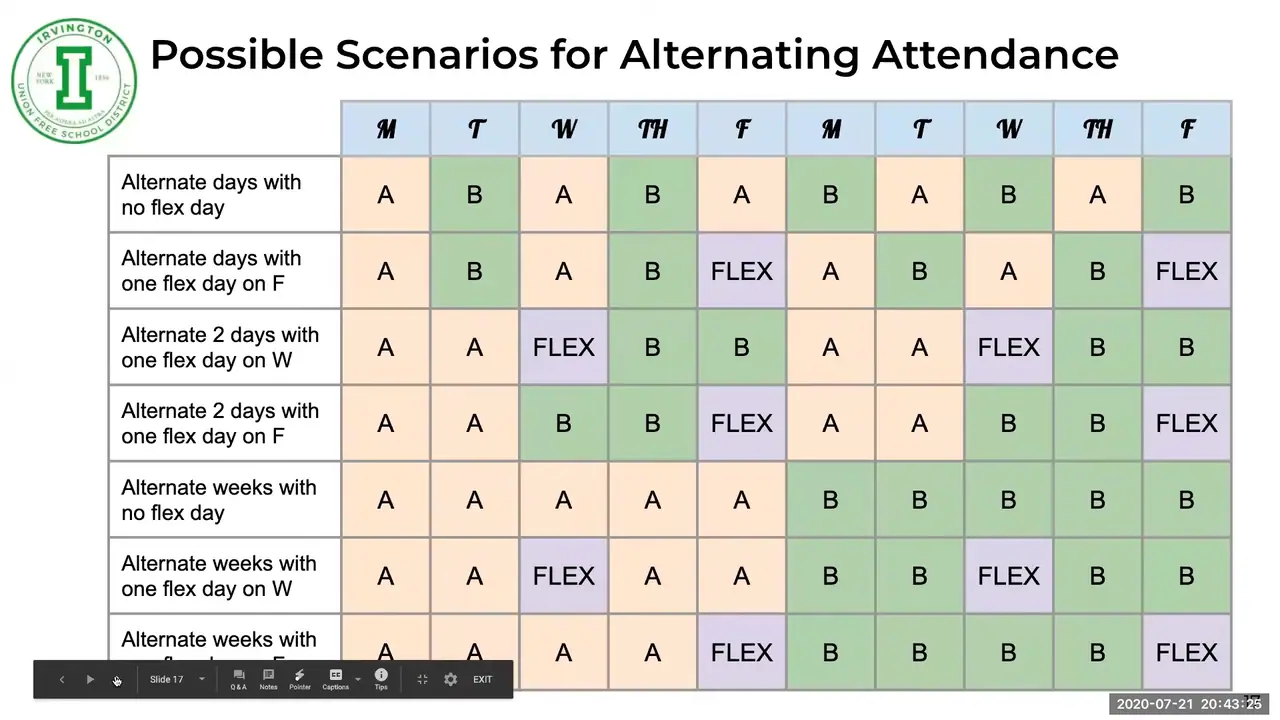 IRVINGTON
NEW YORK
1896
UNION FREE SCHOOL DISTRICT
Possible Scenarios for Alternating Attendance
M T W TH F M T W TH F
Alternate days with
no flex day
A B A B A B A B A B
Alternate days with
one flex day on F
A B A B FLEX A B A B FLEX
Alternate 2 days with
one flex day on W
A A FLEX B B A A FLEX B B
Alternate 2 days with
one flex day on F
A A B B FLEX A A B B FLEX
Alternate weeks with
no flex day
A A A A A B B B B B
Alternate weeks with
one flex day on W
A A FLEX A A B B FLEX B B
Alternate weeks with
A A A A FLEX B B B B FLEX
Slide 17
Q & A Notes Pointer Captions Tips
EXIT
2020-07-21 20:43:25